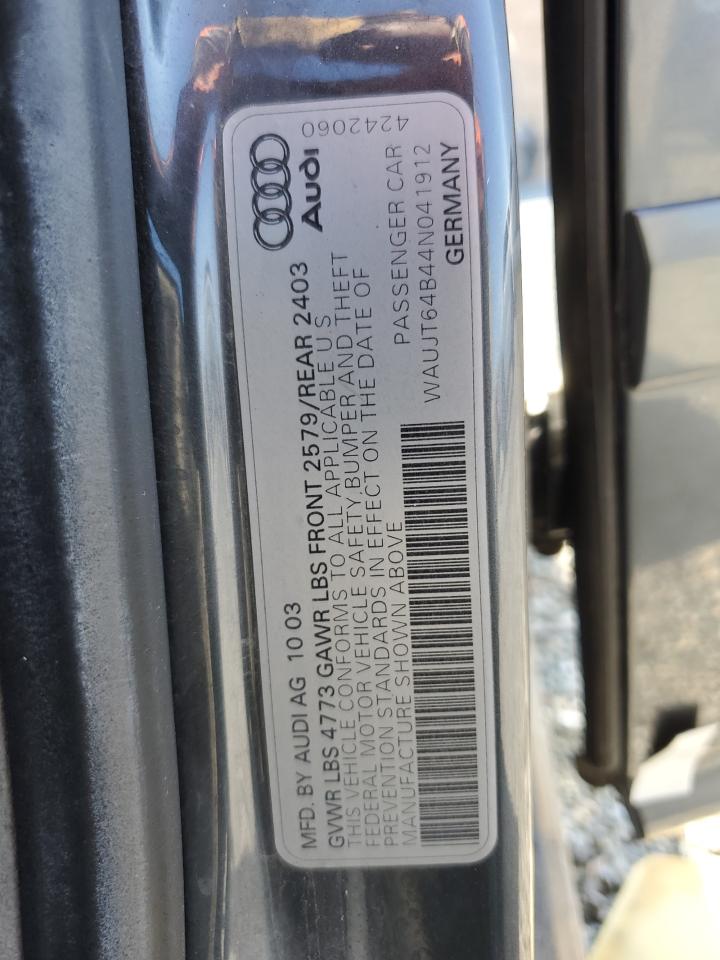 MFD. BY AUDI AG 10 03
GVWR LBS 4773 GAWR LBS FRONT 2579/REAR 2403
THIS VEHICLE CONFORMS TO ALL APPLICABLE U.S
FEDERAL MOTOR VEHICLE SAFETY,BUMPER AND THEFT
PREVENTION STANDARDS IN EFFECT ON THE DATE OF
MANUFACTURE SHOWN ABOVE
PASSENGER CAR
WAUJT64B44N041912
GERMANY
Audi
4242060